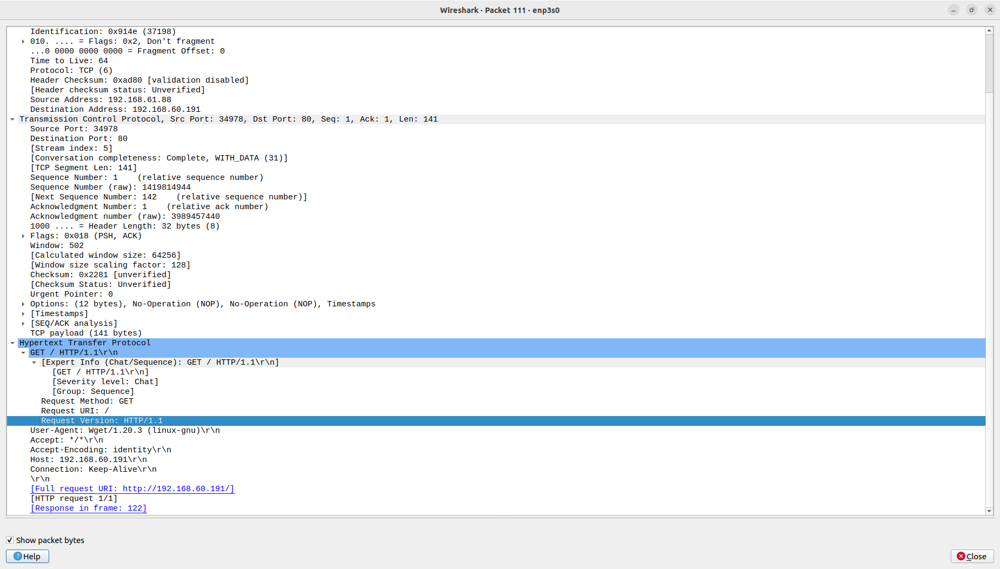 Wireshark · Packet 111 · enp3s0
Identification: 0x914e (37198)
010. .... = Flags: 0x2, Don't fragment
...0 0000 0000 0000 = Fragment Offset: 0
Time to Live: 64
Protocol: TCP (6)
Header Checksum: 0xad80 [validation disabled]
[Header checksum status: Unverified]
Source Address: 192.168.61.88
Destination Address: 192.168.60.191
Transmission Control Protocol, Src Port: 34978, Dst Port: 80, Seq: 1, Ack: 1, Len: 141
Source Port: 34978
Destination Port: 80
[Stream index: 5]
[Conversation completeness: Complete, WITH_DATA (31)]
[TCP Segment Len: 141]
Sequence Number: 1    (relative sequence number)
Sequence Number (raw): 1419814944
[Next Sequence Number: 142    (relative sequence number)]
Acknowledgment Number: 1    (relative ack number)
Acknowledgment number (raw): 3989457440
1000 .... = Header Length: 32 bytes (8)
Flags: 0x018 (PSH, ACK)
Window: 502
[Calculated window size: 64256]
[Window size scaling factor: 128]
Checksum: 0x2281 [unverified]
[Checksum Status: Unverified]
Urgent Pointer: 0
Options: (12 bytes), No-Operation (NOP), No-Operation (NOP), Timestamps
[Timestamps]
[SEQ/ACK analysis]
TCP payload (141 bytes)
Hypertext Transfer Protocol
GET / HTTP/1.1\r\n
[Expert Info (Chat/Sequence): GET / HTTP/1.1\r\n]
[GET / HTTP/1.1\r\n]
[Severity level: Chat]
[Group: Sequence]
Request Method: GET
Request URI: /
Request Version: HTTP/1.1
User-Agent: Wget/1.20.3 (linux-gnu)\r\n
Accept: */*\r\n
Accept-Encoding: identity\r\n
Host: 192.168.60.191\r\n
Connection: Keep-Alive\r\n
\r\n
[Full request URI: http://192.168.60.191/]
[HTTP request 1/1]
[Response in frame: 122]
Show packet bytes
Help
Close